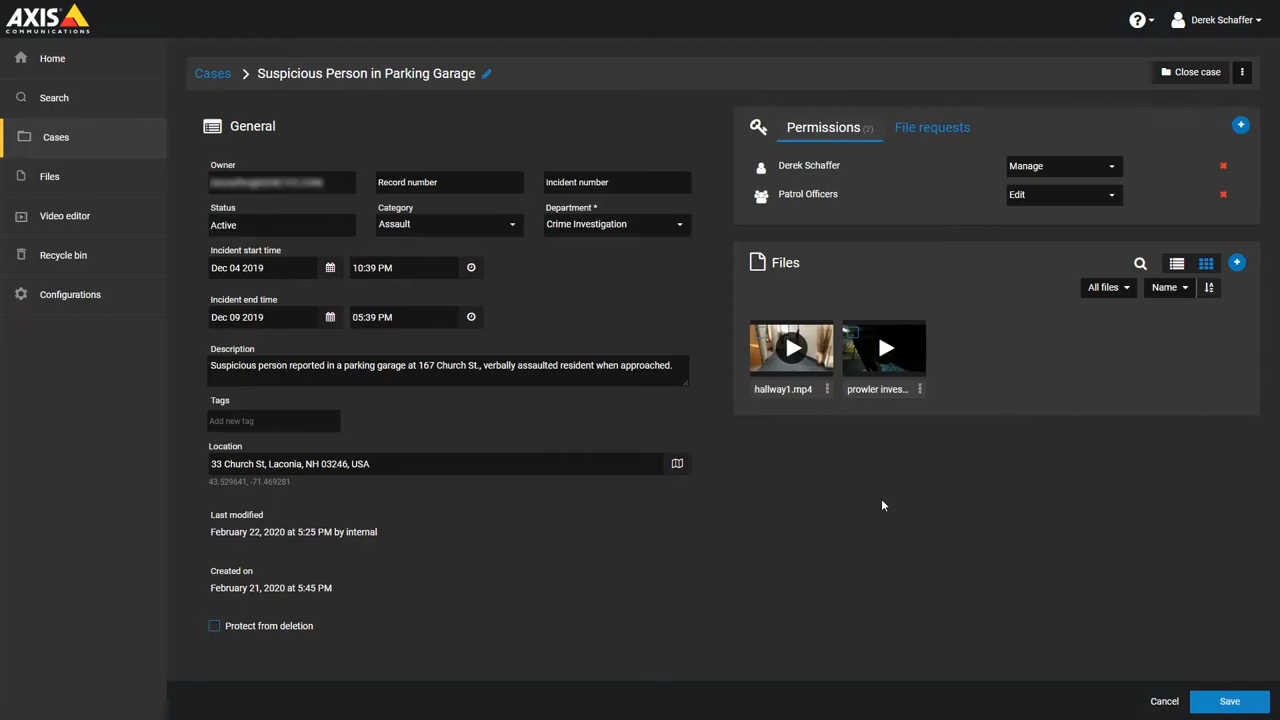 AXIS
COMMUNICATIONS
Derek Schaffer
Home
Search
Cases
Files
Video editor
Recycle bin
Configurations
Cases
Suspicious Person in Parking Garage
Close case
General
Owner
Record number
Incident number
Status
Active
Category
Assault
Department *
Crime Investigation
Incident start time
Dec 04 2019
10:39 PM
Incident end time
Dec 09 2019
05:39 PM
Description
Suspicious person reported in a parking garage at 167 Church St., verbally assaulted resident when approached.
Tags
Add new tag
Location
33 Church St, Laconia, NH 03246, USA
43.529641, -71.469281
Last modified
February 22, 2020 at 5:25 PM by internal
Created on
February 21, 2020 at 5:45 PM
Protect from deletion
Permissions (2)
File requests
Derek Schaffer
Manage
Patrol Officers
Edit
Files
All files
Name
hallway1.mp4
prowler inves...
Cancel
Save